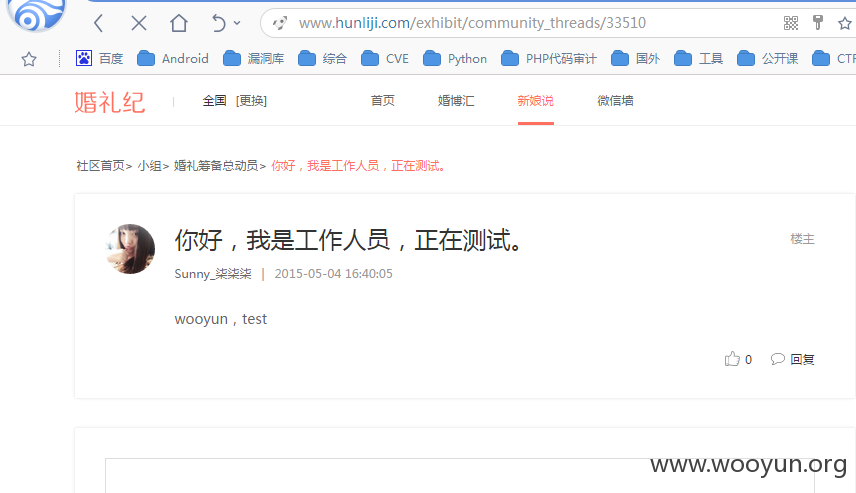 www.hunliji.com/exhibit/community_threads/33510
百度 Android 漏洞库 综合 CVE Python PHP代码审计 国外 工具 公开课 CTF
婚礼纪 全国 [更换] 首页 婚博汇 新娘说 微信墙
社区首页> 小组> 婚礼筹备总动员> 你好，我是工作人员，正在测试。
你好，我是工作人员，正在测试。 楼主
Sunny_柒柒柒 | 2015-05-04 16:40:05
wooyun，test
0 回复
www.wooyun.org